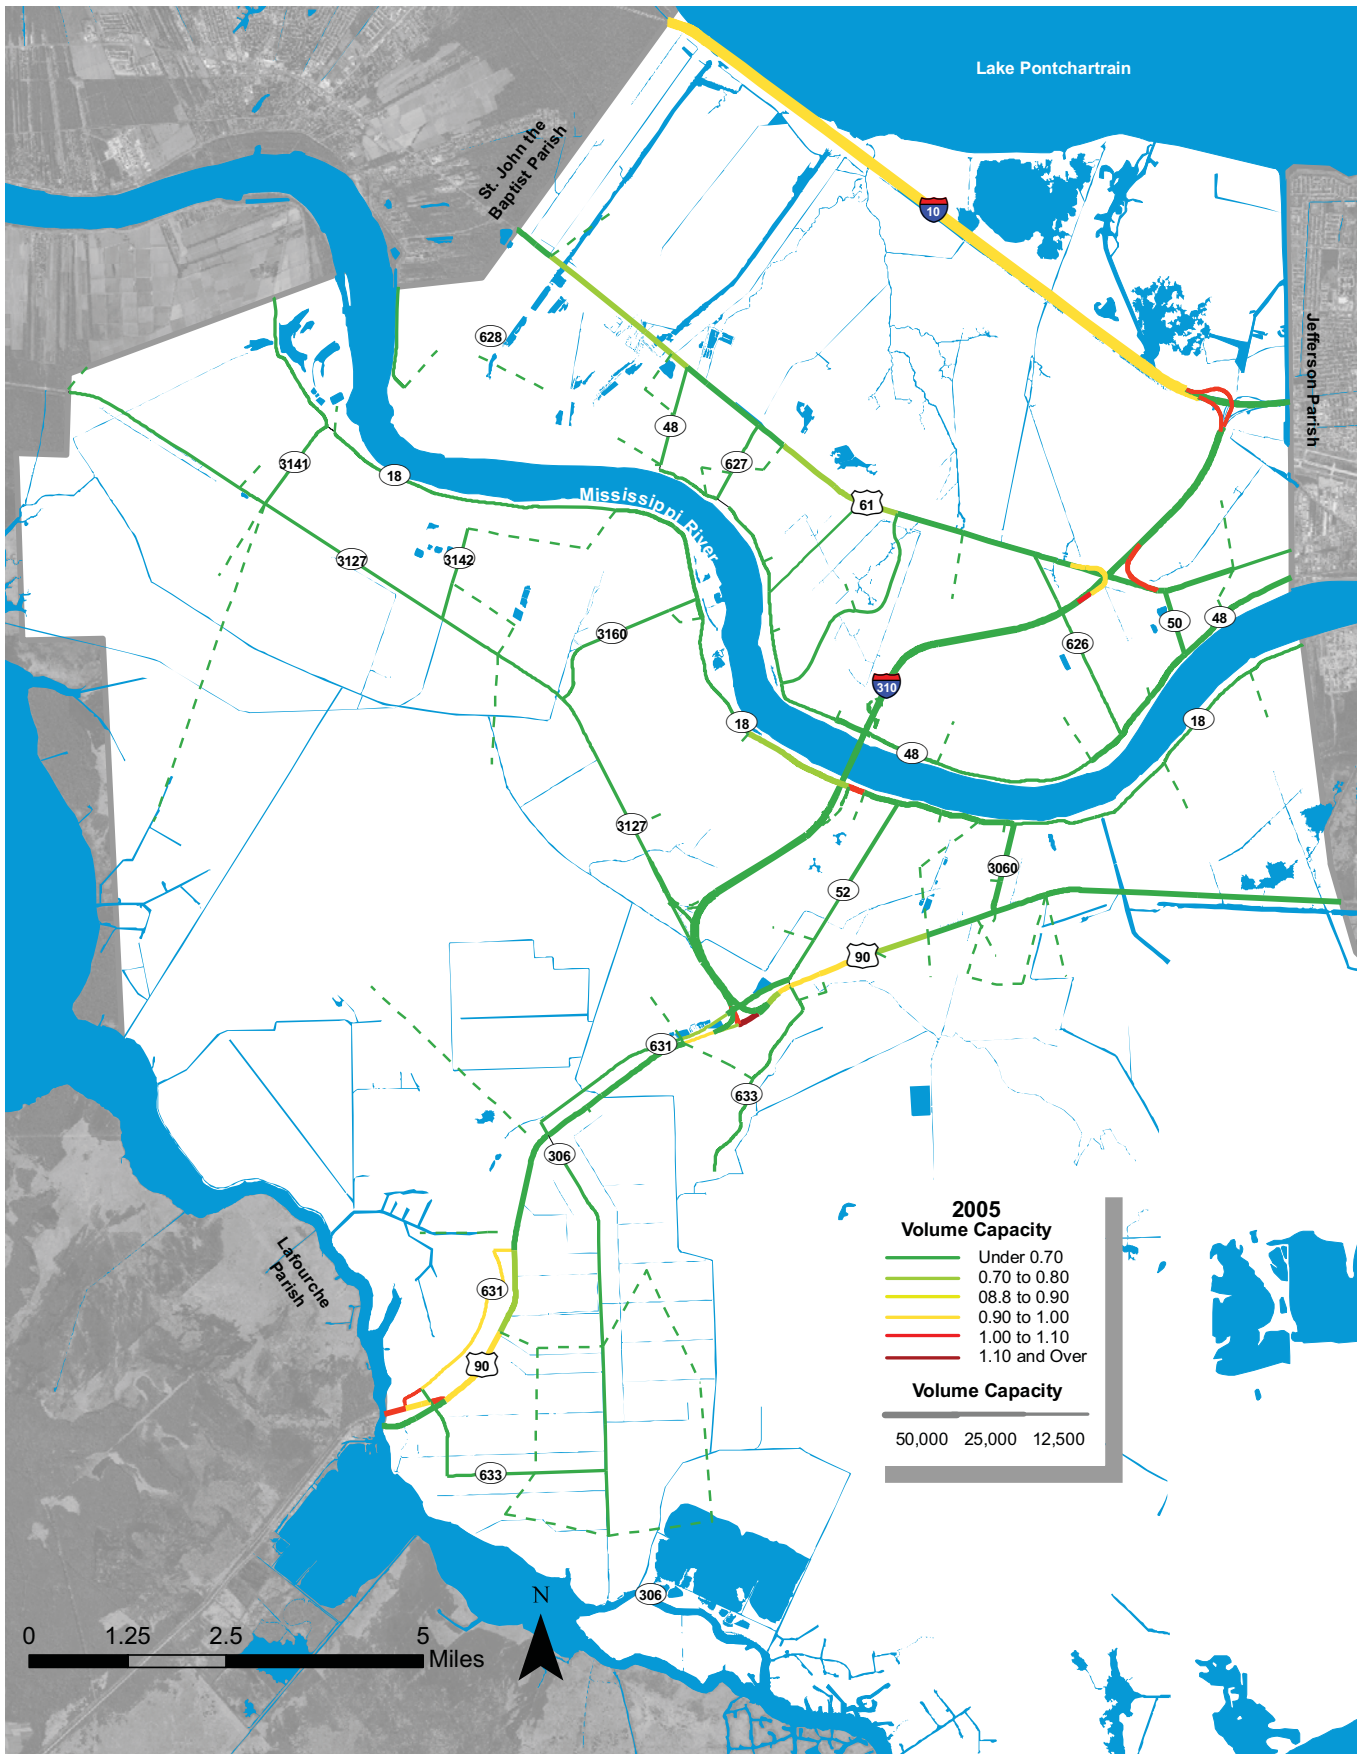 Lake Pontchartrain
St. John the
Baptist Parish
10
Jefferson Parish
628
48
627
3141
18
Mississippi River
61
3127
3142
3160
50
48
626
310
18
18
48
3127
52
3060
90
631
633
306
Lafourche
Parish
631
90
633
306
2005
Volume Capacity
Under 0.70
0.70 to 0.80
08.8 to 0.90
0.90 to 1.00
1.00 to 1.10
1.10 and Over
Volume Capacity
50,000 25,000 12,500
N
0 1.25 2.5 5
Miles